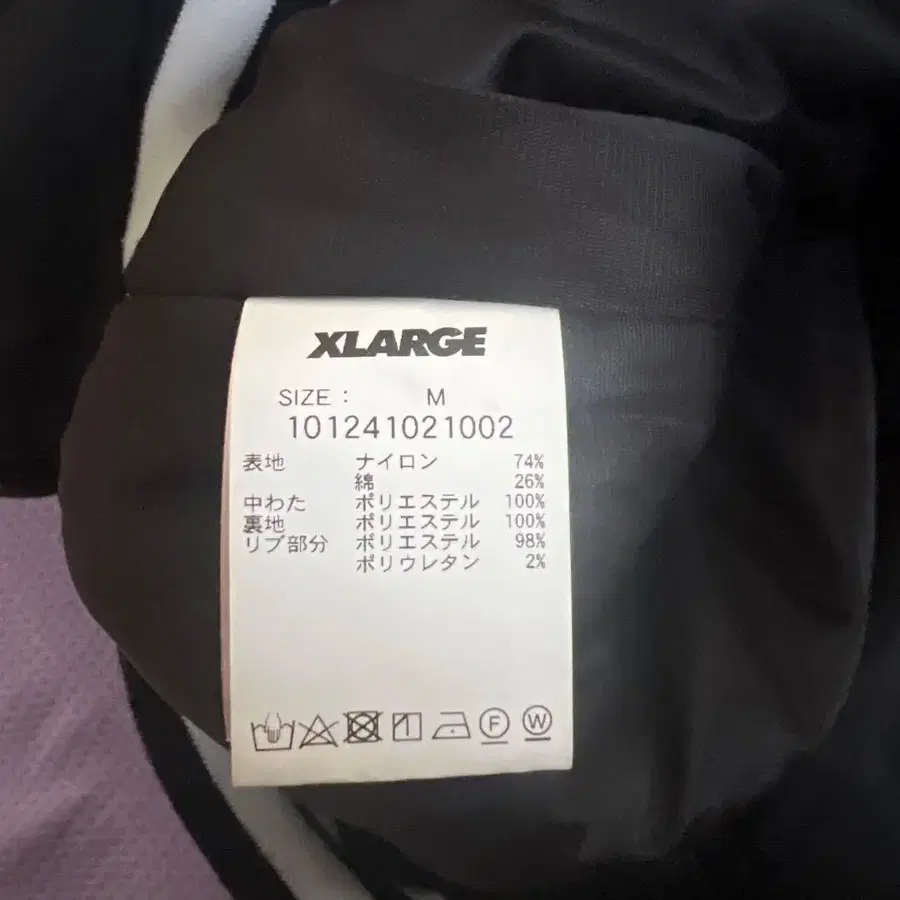 XLARGE
SIZE : M
101241021002
表地 ナイロン 74%
綿 26%
中わた ポリエステル 100%
裏地 ポリエステル 100%
リブ部分 ポリエステル 98%
ポリウレタン 2%
F W